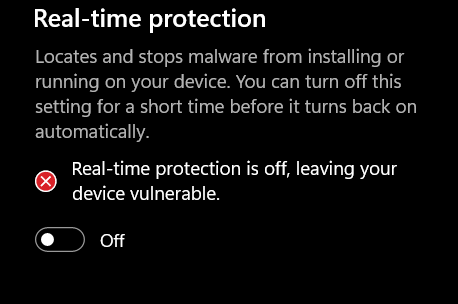 Real-time protection
Locates and stops malware from installing or
running on your device. You can turn off this
setting for a short time before it turns back on
automatically.
Real-time protection is off, leaving your
device vulnerable.
Off